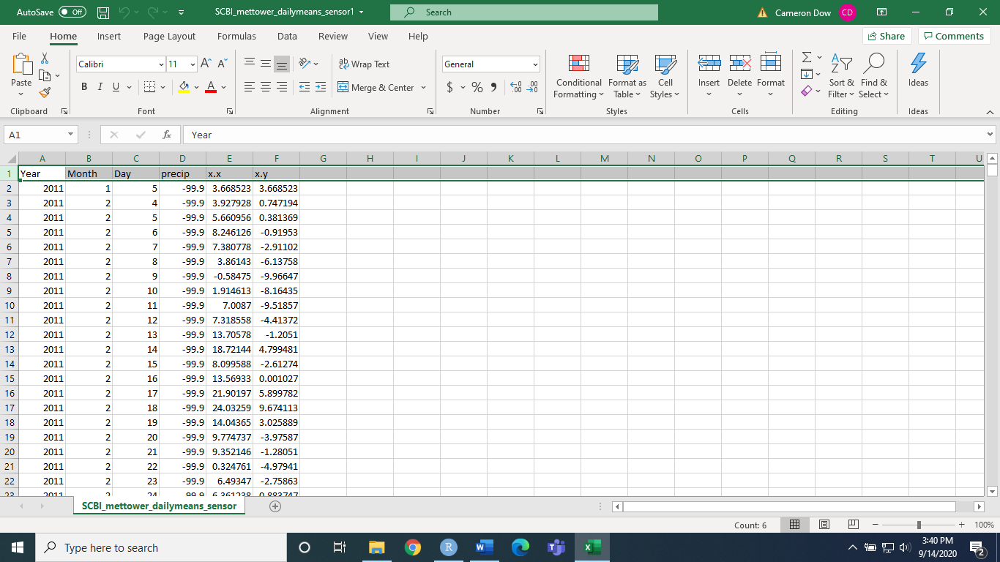 AutoSave Off SCBI_mettower_dailymeans_sensor1 Search Cameron Dow CD
File Home Insert Page Layout Formulas Data Review View Help Share Comments
Paste Calibri 11 A A Wrap Text General Conditional Formatting Format as Table Cell Styles Insert Delete Format Sort & Filter Find & Select Ideas
B I U A Merge & Center $ % 9 .00 .00
Clipboard Font Alignment Number Styles Cells Editing Ideas
A1 fx Year
A B C D E F G H I J K L M N O P Q R S T U
1 Year Month Day precip x.x x.y
2 2011 1 5 -99.9 3.668523 3.668523
3 2011 2 4 -99.9 3.927928 0.747194
4 2011 2 5 -99.9 5.660956 0.381369
5 2011 2 6 -99.9 8.246126 -0.91953
6 2011 2 7 -99.9 7.380778 -2.91102
7 2011 2 8 -99.9 3.86143 -6.13758
8 2011 2 9 -99.9 -0.58475 -9.96647
9 2011 2 10 -99.9 1.914613 -8.16435
10 2011 2 11 -99.9 7.0087 -9.51857
11 2011 2 12 -99.9 7.318558 -4.41372
12 2011 2 13 -99.9 13.70578 -1.2051
13 2011 2 14 -99.9 18.72144 4.799481
14 2011 2 15 -99.9 8.099588 -2.61274
15 2011 2 16 -99.9 13.56933 0.001027
16 2011 2 17 -99.9 21.90197 5.899782
17 2011 2 18 -99.9 24.03259 9.674113
18 2011 2 19 -99.9 14.04365 3.025889
19 2011 2 20 -99.9 9.774737 -3.97587
20 2011 2 21 -99.9 9.352146 -1.28051
21 2011 2 22 -99.9 0.324761 -4.97941
22 2011 2 23 -99.9 6.49347 -2.75863
23 2011 2 24 -99.9 6.361238 0.883747
SCBI_mettower_dailymeans_sensor
Count: 6 100%
Type here to search R W X 3:40 PM
9/14/2020 2